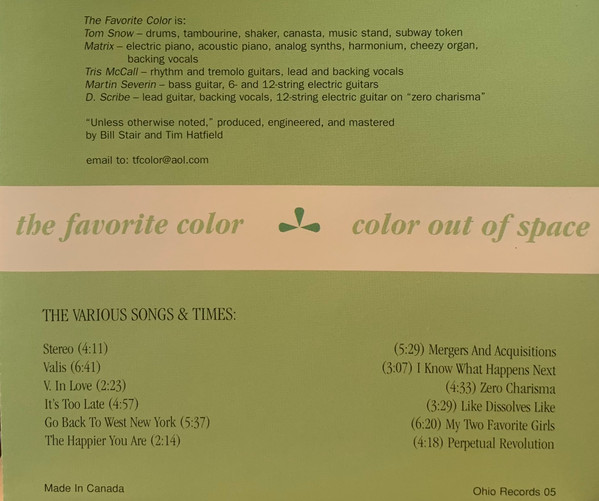 The Favorite Color is:
Tom Snow – drums, tambourine, shaker, canasta, music stand, subway token
Matrix – electric piano, acoustic piano, analog synths, harmonium, cheezy organ,
backing vocals
Tris McCall – rhythm and tremolo guitars, lead and backing vocals
Martin Severin – bass guitar, 6- and 12-string electric guitars
D. Scribe – lead guitar, backing vocals, 12-string electric guitar on “zero charisma”
“Unless otherwise noted,” produced, engineered, and mastered
by Bill Stair and Tim Hatfield
email to: tfcolor@aol.com
the favorite color
color out of space
THE VARIOUS SONGS & TIMES:
Stereo (4:11)
Valis (6:41)
V. In Love (2:23)
It's Too Late (4:57)
Go Back To West New York (5:37)
The Happier You Are (2:14)
(5:29) Mergers And Acquisitions
(3:07) I Know What Happens Next
(4:33) Zero Charisma
(3:29) Like Dissolves Like
(6:20) My Two Favorite Girls
(4:18) Perpetual Revolution
Made In Canada
Ohio Records 05